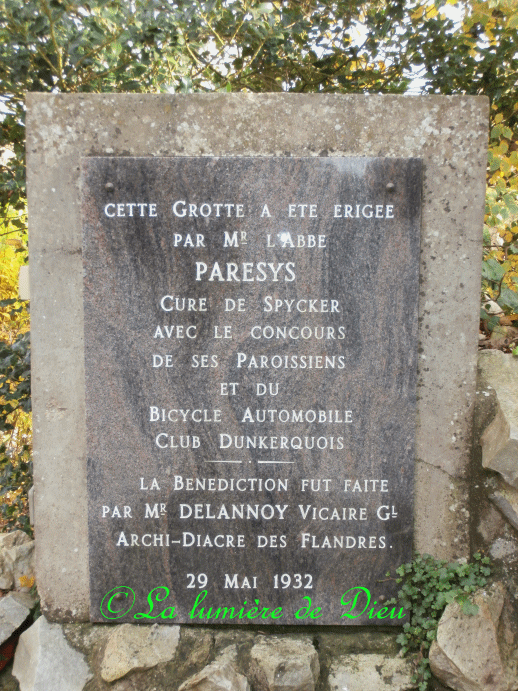 CETTE GROTTE A ETE ERIGEE
PAR MR L'ABBE
PARESYS
CURE DE SPYCKER
AVEC LE CONCOURS
DE SES PAROISSIENS
ET DU
BICYCLE AUTOMOBILE
CLUB DUNKERQUOIS
LA BENEDICTION FUT FAITE
PAR MR DELANNOY VICAIRE GL
ARCHI-DIACRE DES FLANDRES.
29 MAI 1932
© La lumière de Dieu